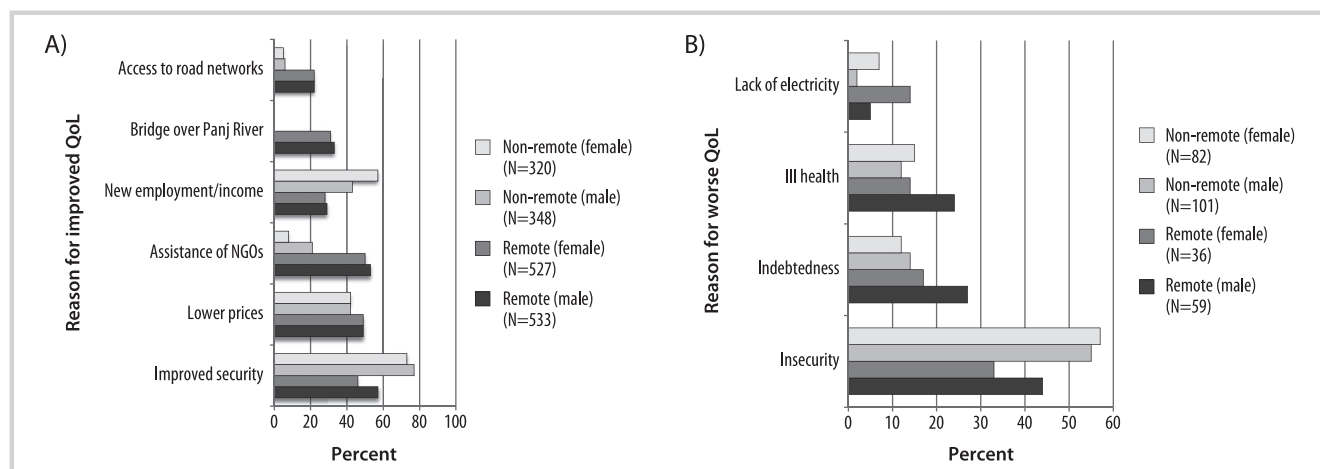 A)
Reason for improved QoL
Access to road networks
Bridge over Panj River
New employment/income
Assistance of NGOs
Lower prices
Improved security
0 20 40 60 80 100
Percent
Non-remote (female)
(N=320)
Non-remote (male)
(N=348)
Remote (female)
(N=527)
Remote (male)
(N=533)
B)
Reason for worse QoL
Lack of electricity
Ill health
Indebtedness
Insecurity
0 10 20 30 40 50 60
Percent
Non-remote (female)
(N=82)
Non-remote (male)
(N=101)
Remote (female)
(N=36)
Remote (male)
(N=59)